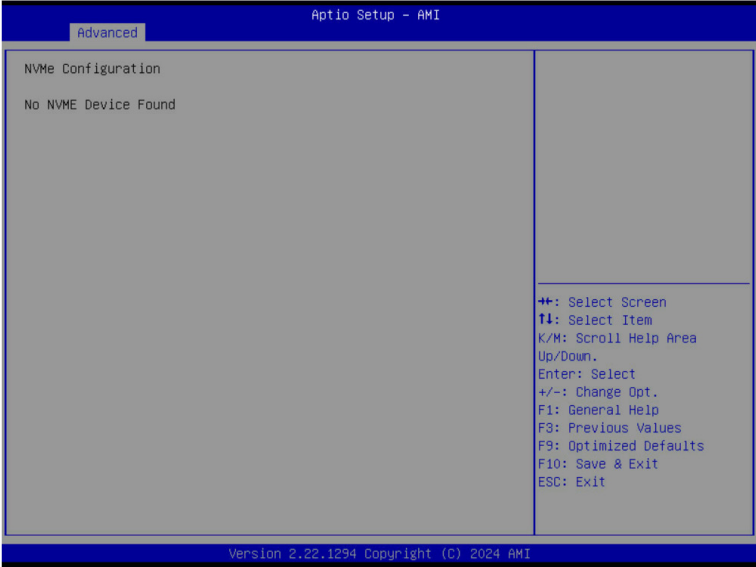 Aptio Setup – AMI
Advanced
NVMe Configuration
No NVME Device Found
→←: Select Screen
↑↓: Select Item
K/M: Scroll Help Area
Up/Down.
Enter: Select
+/-: Change Opt.
F1: General Help
F3: Previous Values
F9: Optimized Defaults
F10: Save & Exit
ESC: Exit
Version 2.22.1294 Copyright (C) 2024 AMI